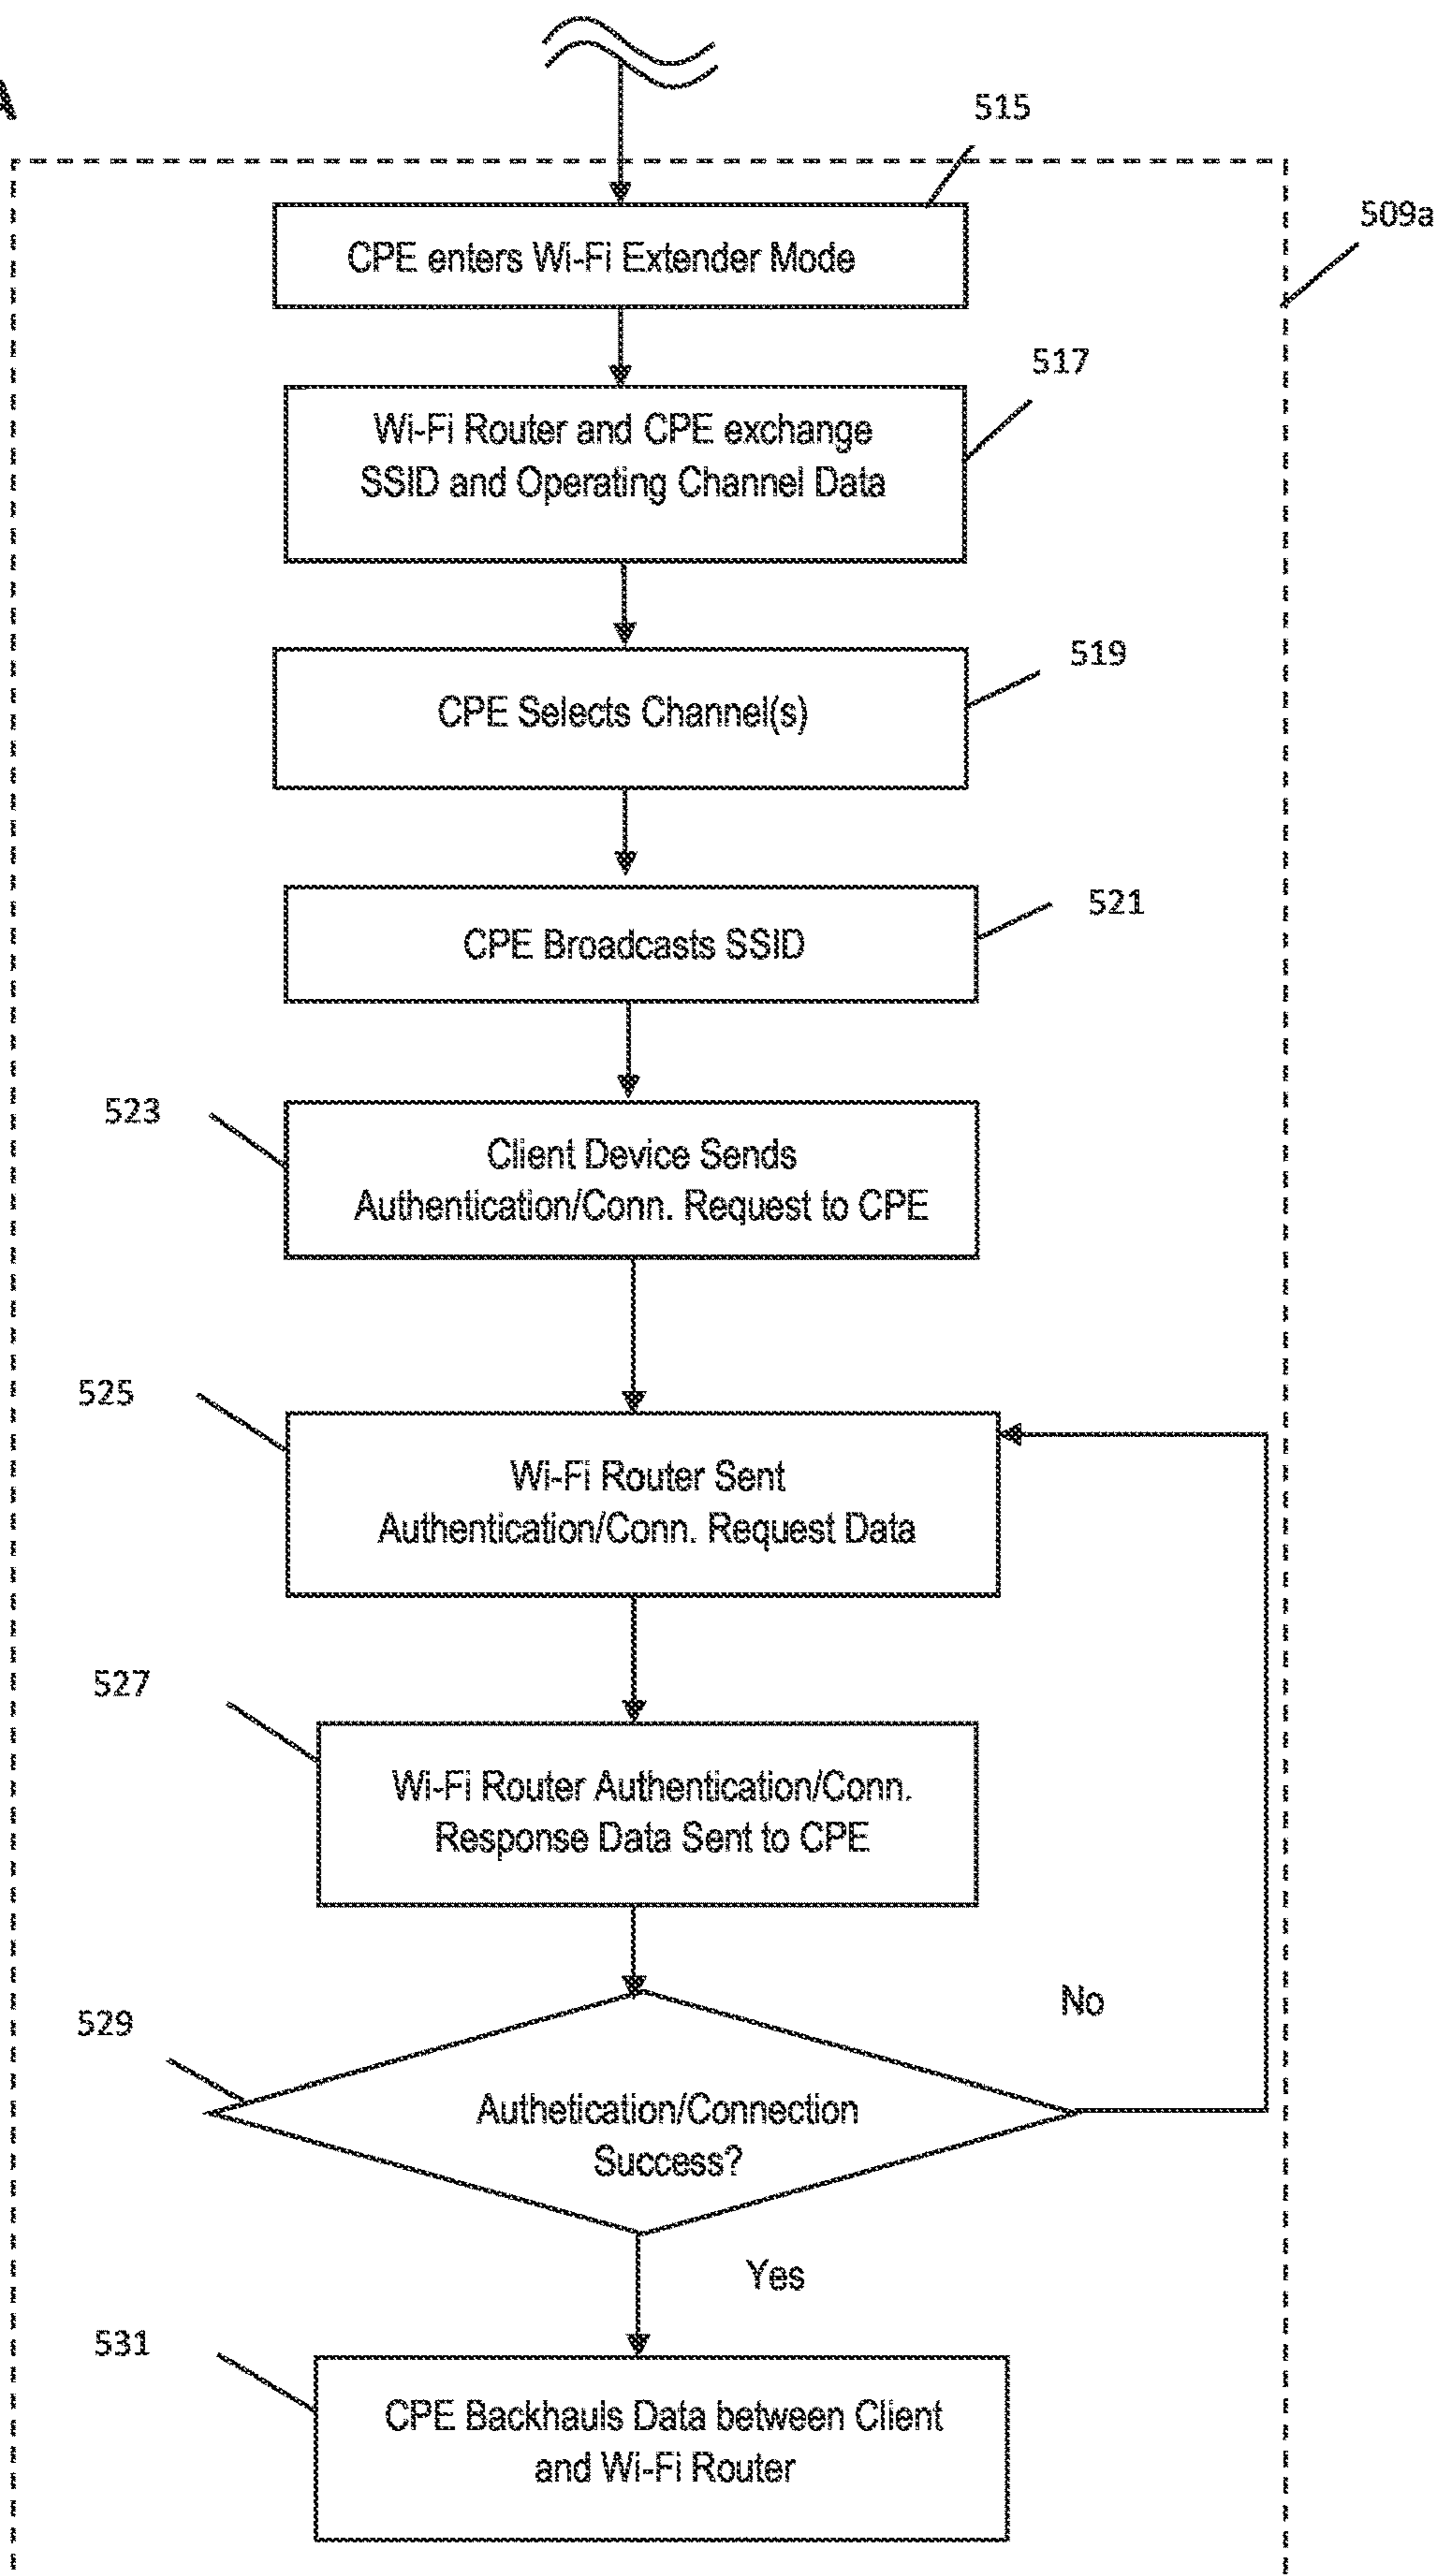 A
515
509a
CPE enters Wi-Fi Extender Mode
517
Wi-Fi Router and CPE exchange
SSID and Operating Channel Data
519
CPE Selects Channel(s)
521
CPE Broadcasts SSID
523
Client Device Sends
Authentication/Conn. Request to CPE
525
Wi-Fi Router Sent
Authentication/Conn. Request Data
527
Wi-Fi Router Authentication/Conn.
Response Data Sent to CPE
No
529
Authetication/Connection
Success?
Yes
531
CPE Backhauls Data between Client
and Wi-Fi Router